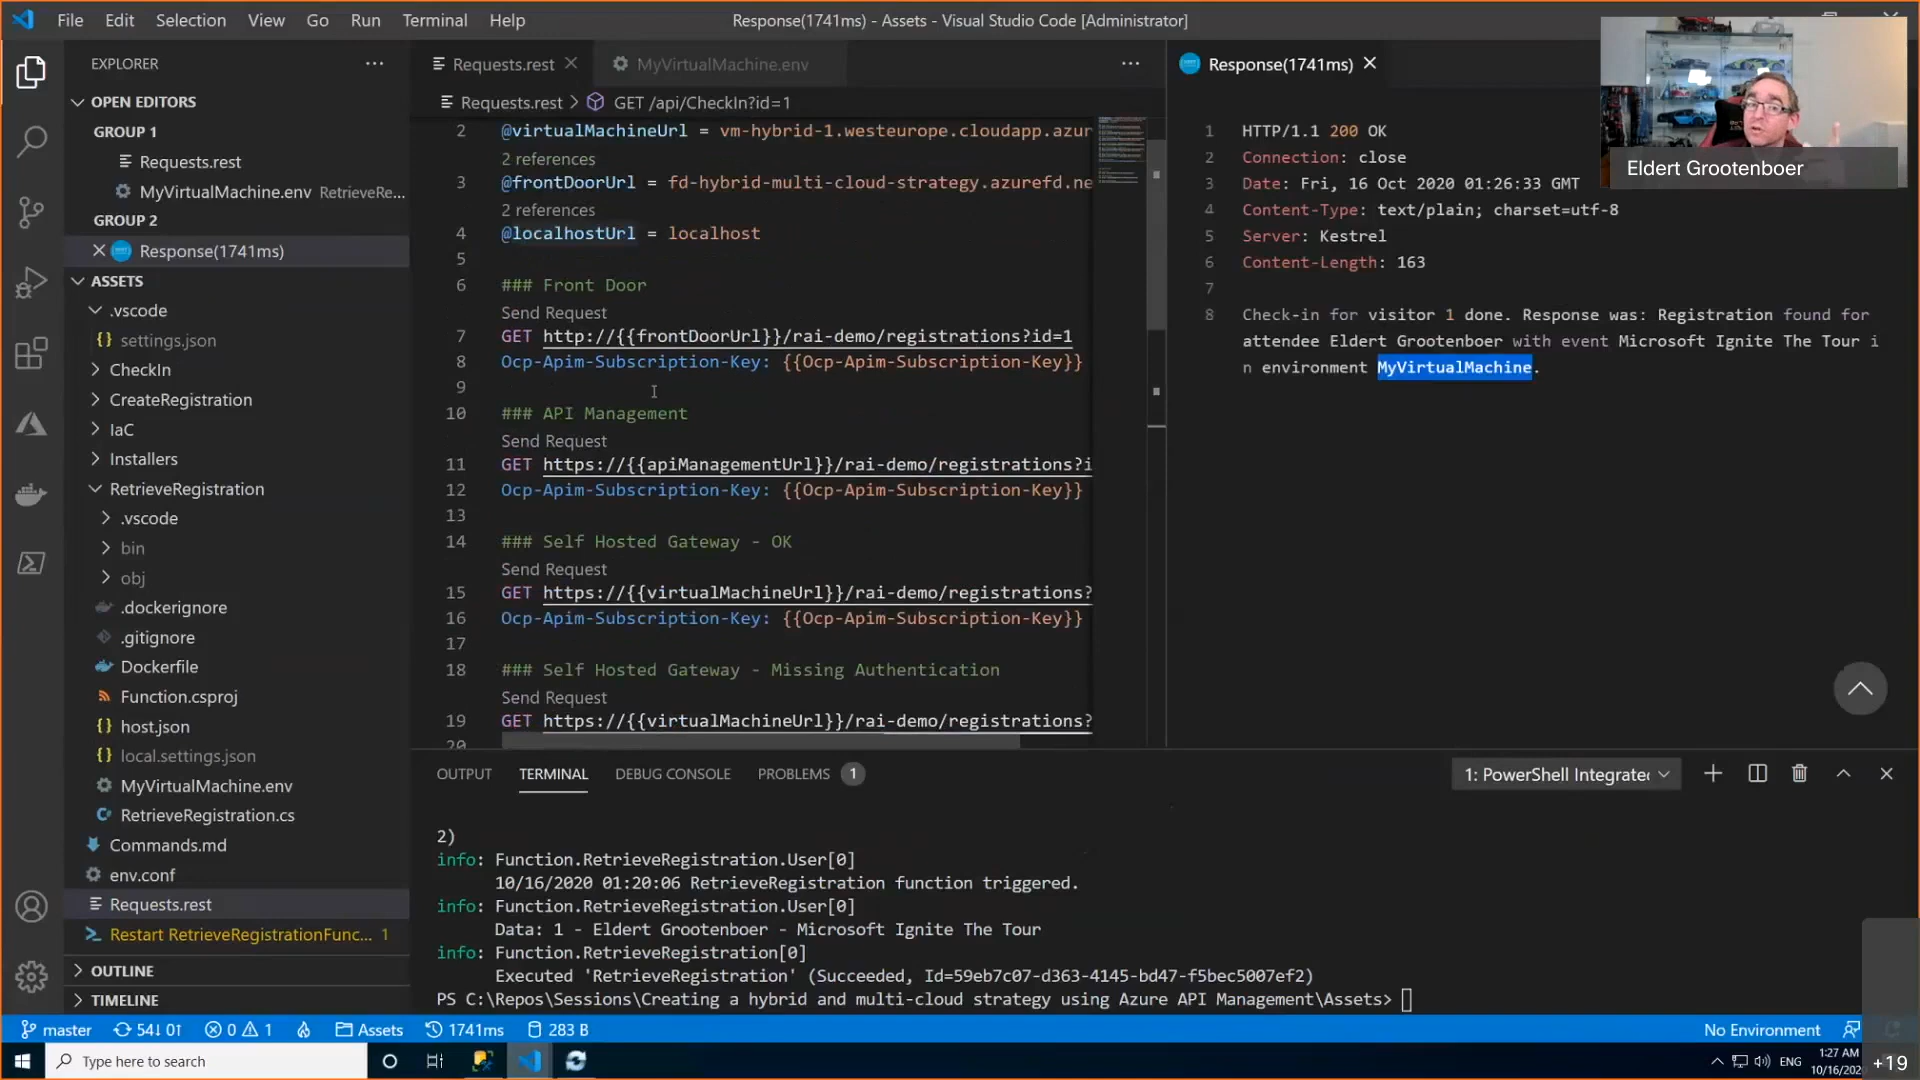 File Edit Selection View Go Run Terminal Help
Response(1741ms) - Assets - Visual Studio Code [Administrator]
EXPLORER
OPEN EDITORS
GROUP 1
Requests.rest
MyVirtualMachine.env RetrieveRe...
GROUP 2
Response(1741ms)
ASSETS
.vscode
settings.json
CheckIn
CreateRegistration
IaC
Installers
RetrieveRegistration
.vscode
bin
obj
.dockerignore
.gitignore
Dockerfile
Function.csproj
host.json
local.settings.json
MyVirtualMachine.env
RetrieveRegistration.cs
Commands.md
env.conf
Requests.rest
Restart RetrieveRegistrationFunc... 1
OUTLINE
TIMELINE
Requests.rest
MyVirtualMachine.env
Requests.rest > GET /api/CheckIn?id=1
2 @virtualMachineUrl = vm-hybrid-1.westeurope.cloudapp.azur
2 references
3 @frontDoorUrl = fd-hybrid-multi-cloud-strategy.azurefd.ne
2 references
4 @localhostUrl = localhost
5
6 ### Front Door
Send Request
7 GET http://{{frontDoorUrl}}/rai-demo/registrations?id=1
8 Ocp-Apim-Subscription-Key: {{Ocp-Apim-Subscription-Key}}
9
10 ### API Management
Send Request
11 GET https://{{apiManagementUrl}}/rai-demo/registrations?i
12 Ocp-Apim-Subscription-Key: {{Ocp-Apim-Subscription-Key}}
13
14 ### Self Hosted Gateway - OK
Send Request
15 GET https://{{virtualMachineUrl}}/rai-demo/registrations?
16 Ocp-Apim-Subscription-Key: {{Ocp-Apim-Subscription-Key}}
17
18 ### Self Hosted Gateway - Missing Authentication
Send Request
19 GET https://{{virtualMachineUrl}}/rai-demo/registrations?
20
Response(1741ms)
1 HTTP/1.1 200 OK
2 Connection: close
3 Date: Fri, 16 Oct 2020 01:26:33 GMT
4 Content-Type: text/plain; charset=utf-8
5 Server: Kestrel
6 Content-Length: 163
7
8 Check-in for visitor 1 done. Response was: Registration found for
attendee Eldert Grootenboer with event Microsoft Ignite The Tour i
n environment MyVirtualMachine.
Eldert Grootenboer
OUTPUT TERMINAL DEBUG CONSOLE PROBLEMS 1
1: PowerShell Integrate
2)
info: Function.RetrieveRegistration.User[0]
10/16/2020 01:20:06 RetrieveRegistration function triggered.
info: Function.RetrieveRegistration.User[0]
Data: 1 - Eldert Grootenboer - Microsoft Ignite The Tour
info: Function.RetrieveRegistration[0]
Executed 'RetrieveRegistration' (Succeeded, Id=59eb7c07-d363-4145-bd47-f5bec5007ef2)
PS C:\Repos\Sessions\Creating a hybrid and multi-cloud strategy using Azure API Management\Assets>
master 54↓ 0↑ 0 1 Assets 1741ms 283 B
No Environment
Type here to search
ENG
1:27 AM
10/16/2020
+19